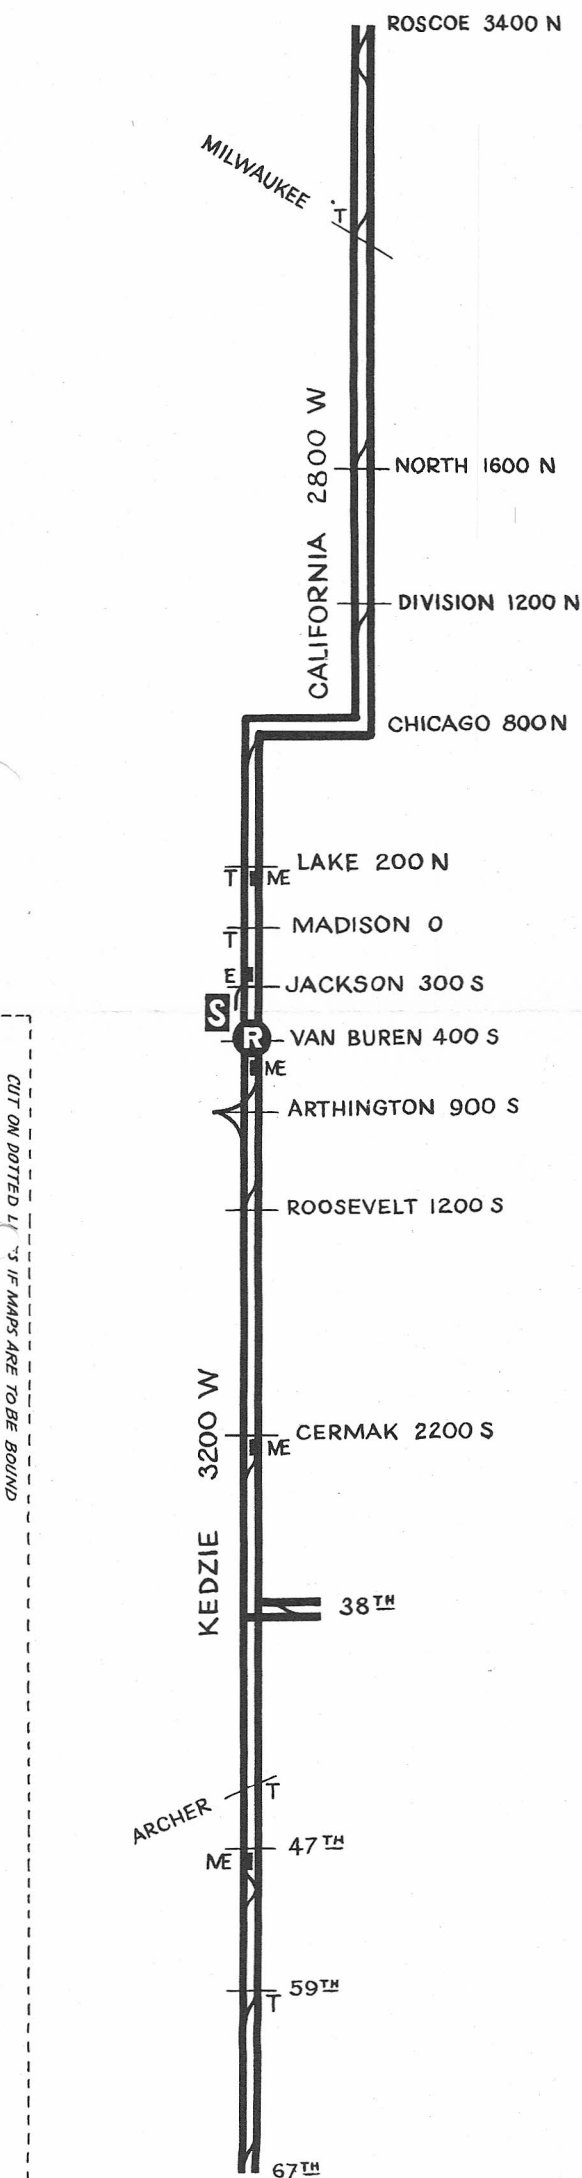 ROSCOE 3400 N
MILWAUKEE
T
CALIFORNIA 2800 W
NORTH 1600 N
DIVISION 1200 N
CHICAGO 800 N
LAKE 200 N
T ME
MADISON 0
T
E
JACKSON 300 S
S
R
VAN BUREN 400 S
ME
ARTHINGTON 900 S
ROOSEVELT 1200 S
CUT ON DOTTED IF MAPS ARE TO BE BOUND
KEDZIE 3200 W
CERMAK 2200 S
ME
38TH
ARCHER
T
47TH
ME
59TH
T
67TH